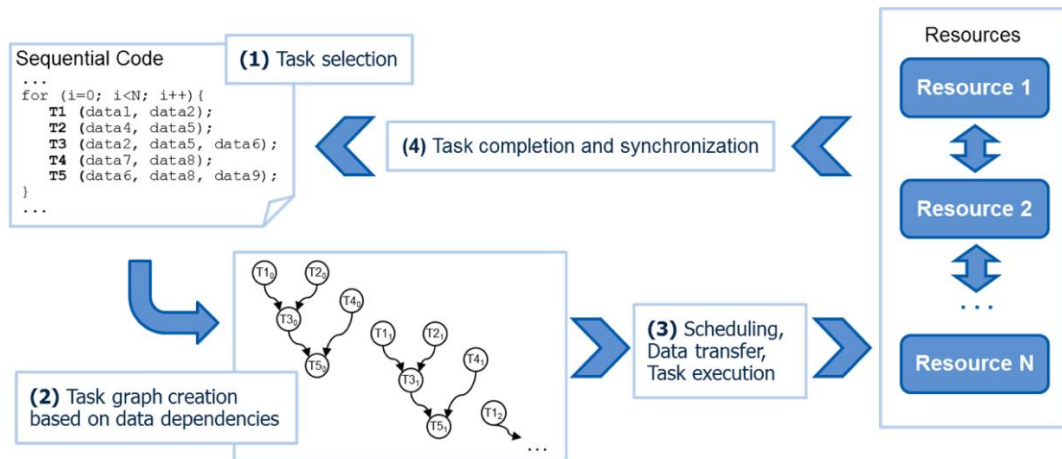 Sequential Code
(1) Task selection
...
for (i=0; i<N; i++){
T1 (data1, data2);
T2 (data4, data5);
T3 (data2, data5, data6);
T4 (data7, data8);
T5 (data6, data8, data9);
}
...
(4) Task completion and synchronization
Resources
Resource 1
Resource 2
...
Resource N
T1₀ T2₀
T4₀
T3₀
T5₀
T1₁ T2₁
T4₁
T3₁
T5₁
T1₂
...
(2) Task graph creation
based on data dependencies
(3) Scheduling,
Data transfer,
Task execution